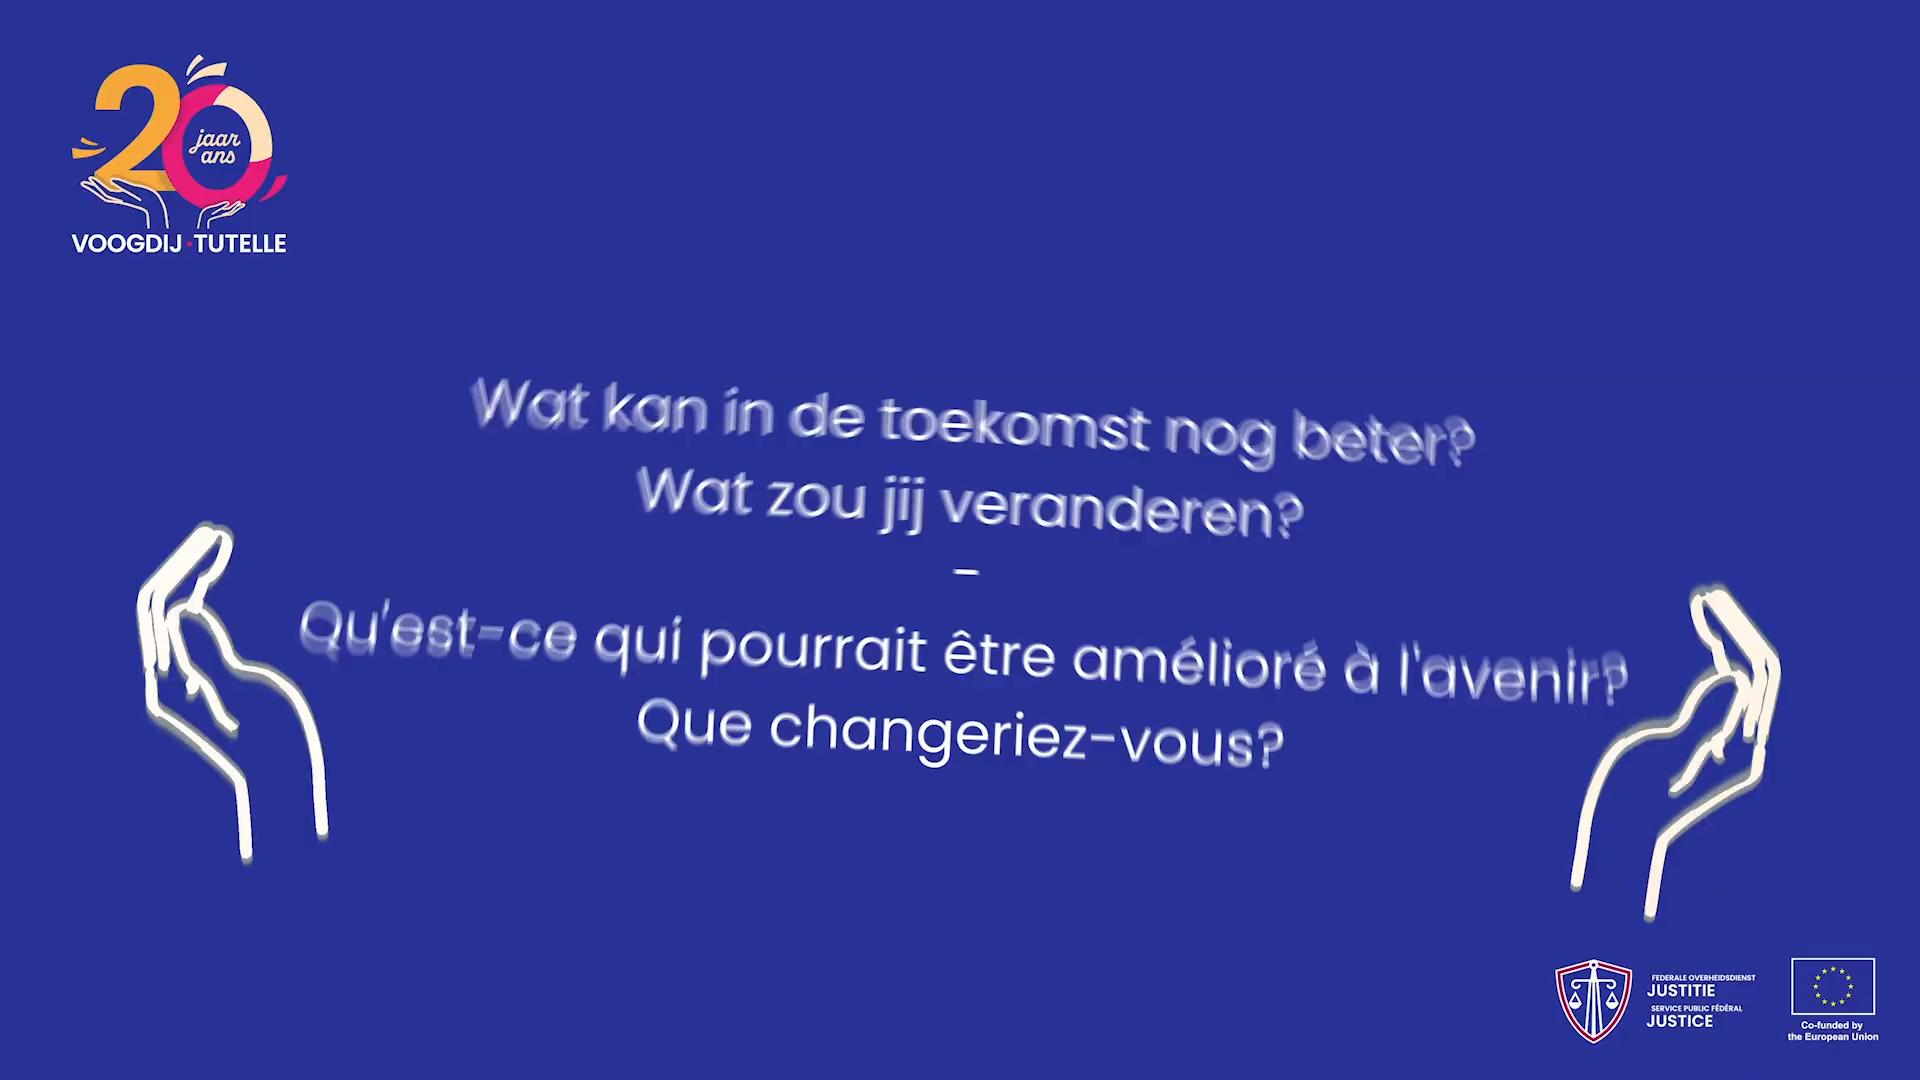 20
jaar
ans
VOOGDIJ · TUTELLE
Wat kan in de toekomst nog beter?
Wat zou jij veranderen?
–
Qu'est-ce qui pourrait être amélioré à l'avenir?
Que changeriez-vous?
FEDERALE OVERHEIDSDIENST
JUSTITIE
SERVICE PUBLIC FÉDÉRAL
JUSTICE
Co-funded by
the European Union